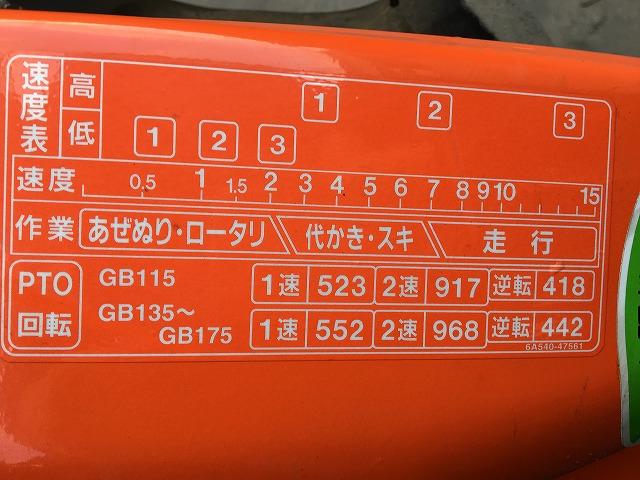 速度表 高 1 2 3
低 1 2 3
速度 0.5 1 1.5 2 3 4 5 6 7 8 9 10 15
作業 あぜぬり・ロータリ 代かき・スキ 走行
PTO回転 GB115 1速 523 2速 917 逆転 418
GB135～GB175 1速 552 2速 968 逆転 442
6A540-47561